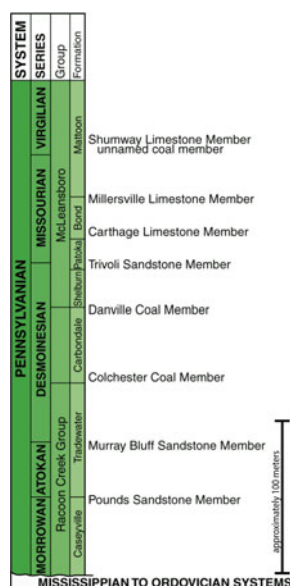 SYSTEM
SERIES
Group
Formation
PENNSYLVANIAN
VIRGILIAN
MISSOURIAN
DESMOINESIAN
ATOKAN
MORROWAN
McLeansboro
Racoon Creek Group
Mattoon
Bond
Patoka
Shelburn
Carbondale
Tradewater
Caseyville
Shumway Limestone Member
unnamed coal member
Millersville Limestone Member
Carthage Limestone Member
Trivoli Sandstone Member
Danville Coal Member
Colchester Coal Member
Murray Bluff Sandstone Member
Pounds Sandstone Member
approximately 100 meters
MISSISSIPPIAN TO ORDOVICIAN SYSTEMS